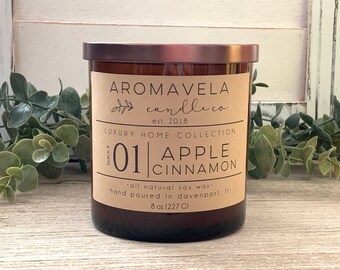 AROMAVELA
candle co
est. 2018
LUXURY HOME COLLECTION
01 APPLE
CINNAMON
*all natural soy wax*
hand poured in davenport, fl
8 oz (227 G)